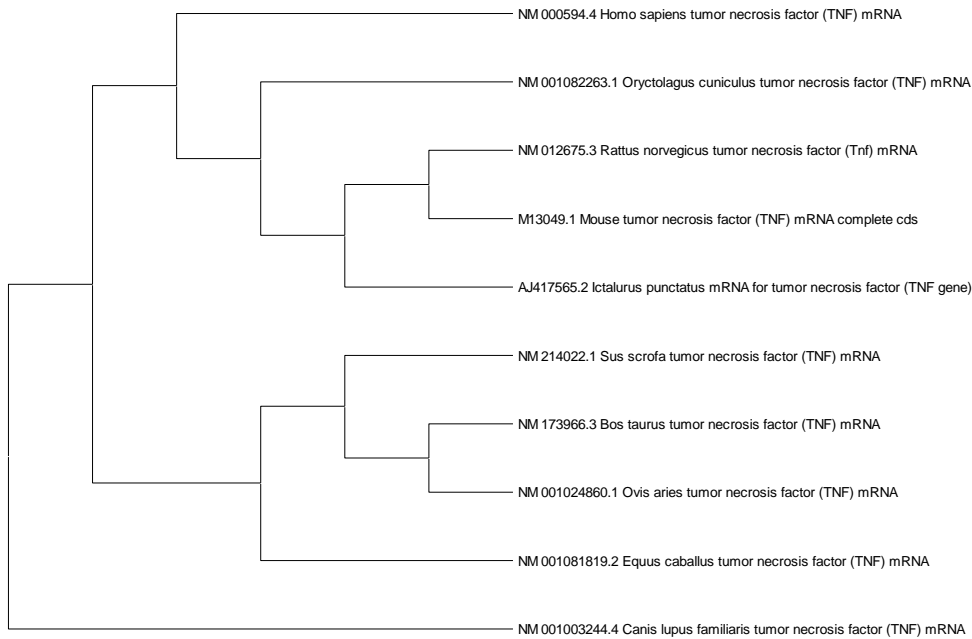 NM 000594.4 Homo sapiens tumor necrosis factor (TNF) mRNA
NM 001082263.1 Oryctolagus cuniculus tumor necrosis factor (TNF) mRNA
NM 012675.3 Rattus norvegicus tumor necrosis factor (Tnf) mRNA
M13049.1 Mouse tumor necrosis factor (TNF) mRNA complete cds
AJ417565.2 Ictalurus punctatus mRNA for tumor necrosis factor (TNF gene)
NM 214022.1 Sus scrofa tumor necrosis factor (TNF) mRNA
NM 173966.3 Bos taurus tumor necrosis factor (TNF) mRNA
NM 001024860.1 Ovis aries tumor necrosis factor (TNF) mRNA
NM 001081819.2 Equus caballus tumor necrosis factor (TNF) mRNA
NM 001003244.4 Canis lupus familiaris tumor necrosis factor (TNF) mRNA